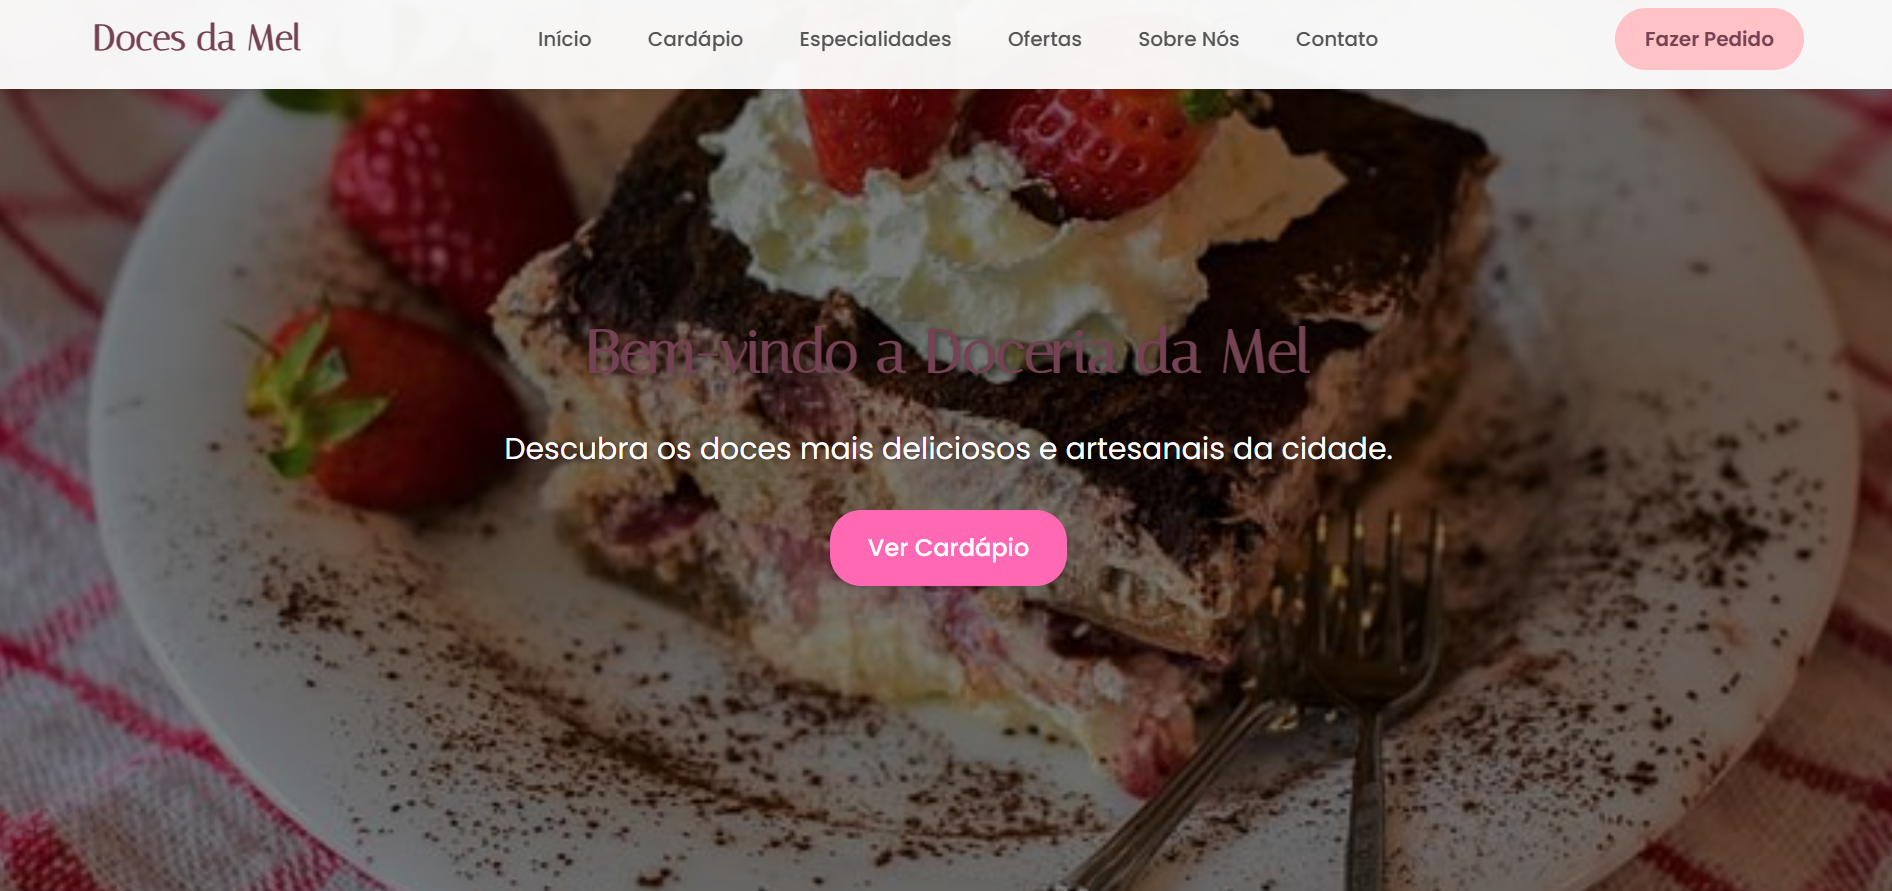 Doces da Mel
Início Cardápio Especialidades Ofertas Sobre Nós Contato
Fazer Pedido
Bem-vindo a Doceria da Mel
Descubra os doces mais deliciosos e artesanais da cidade.
Ver Cardápio